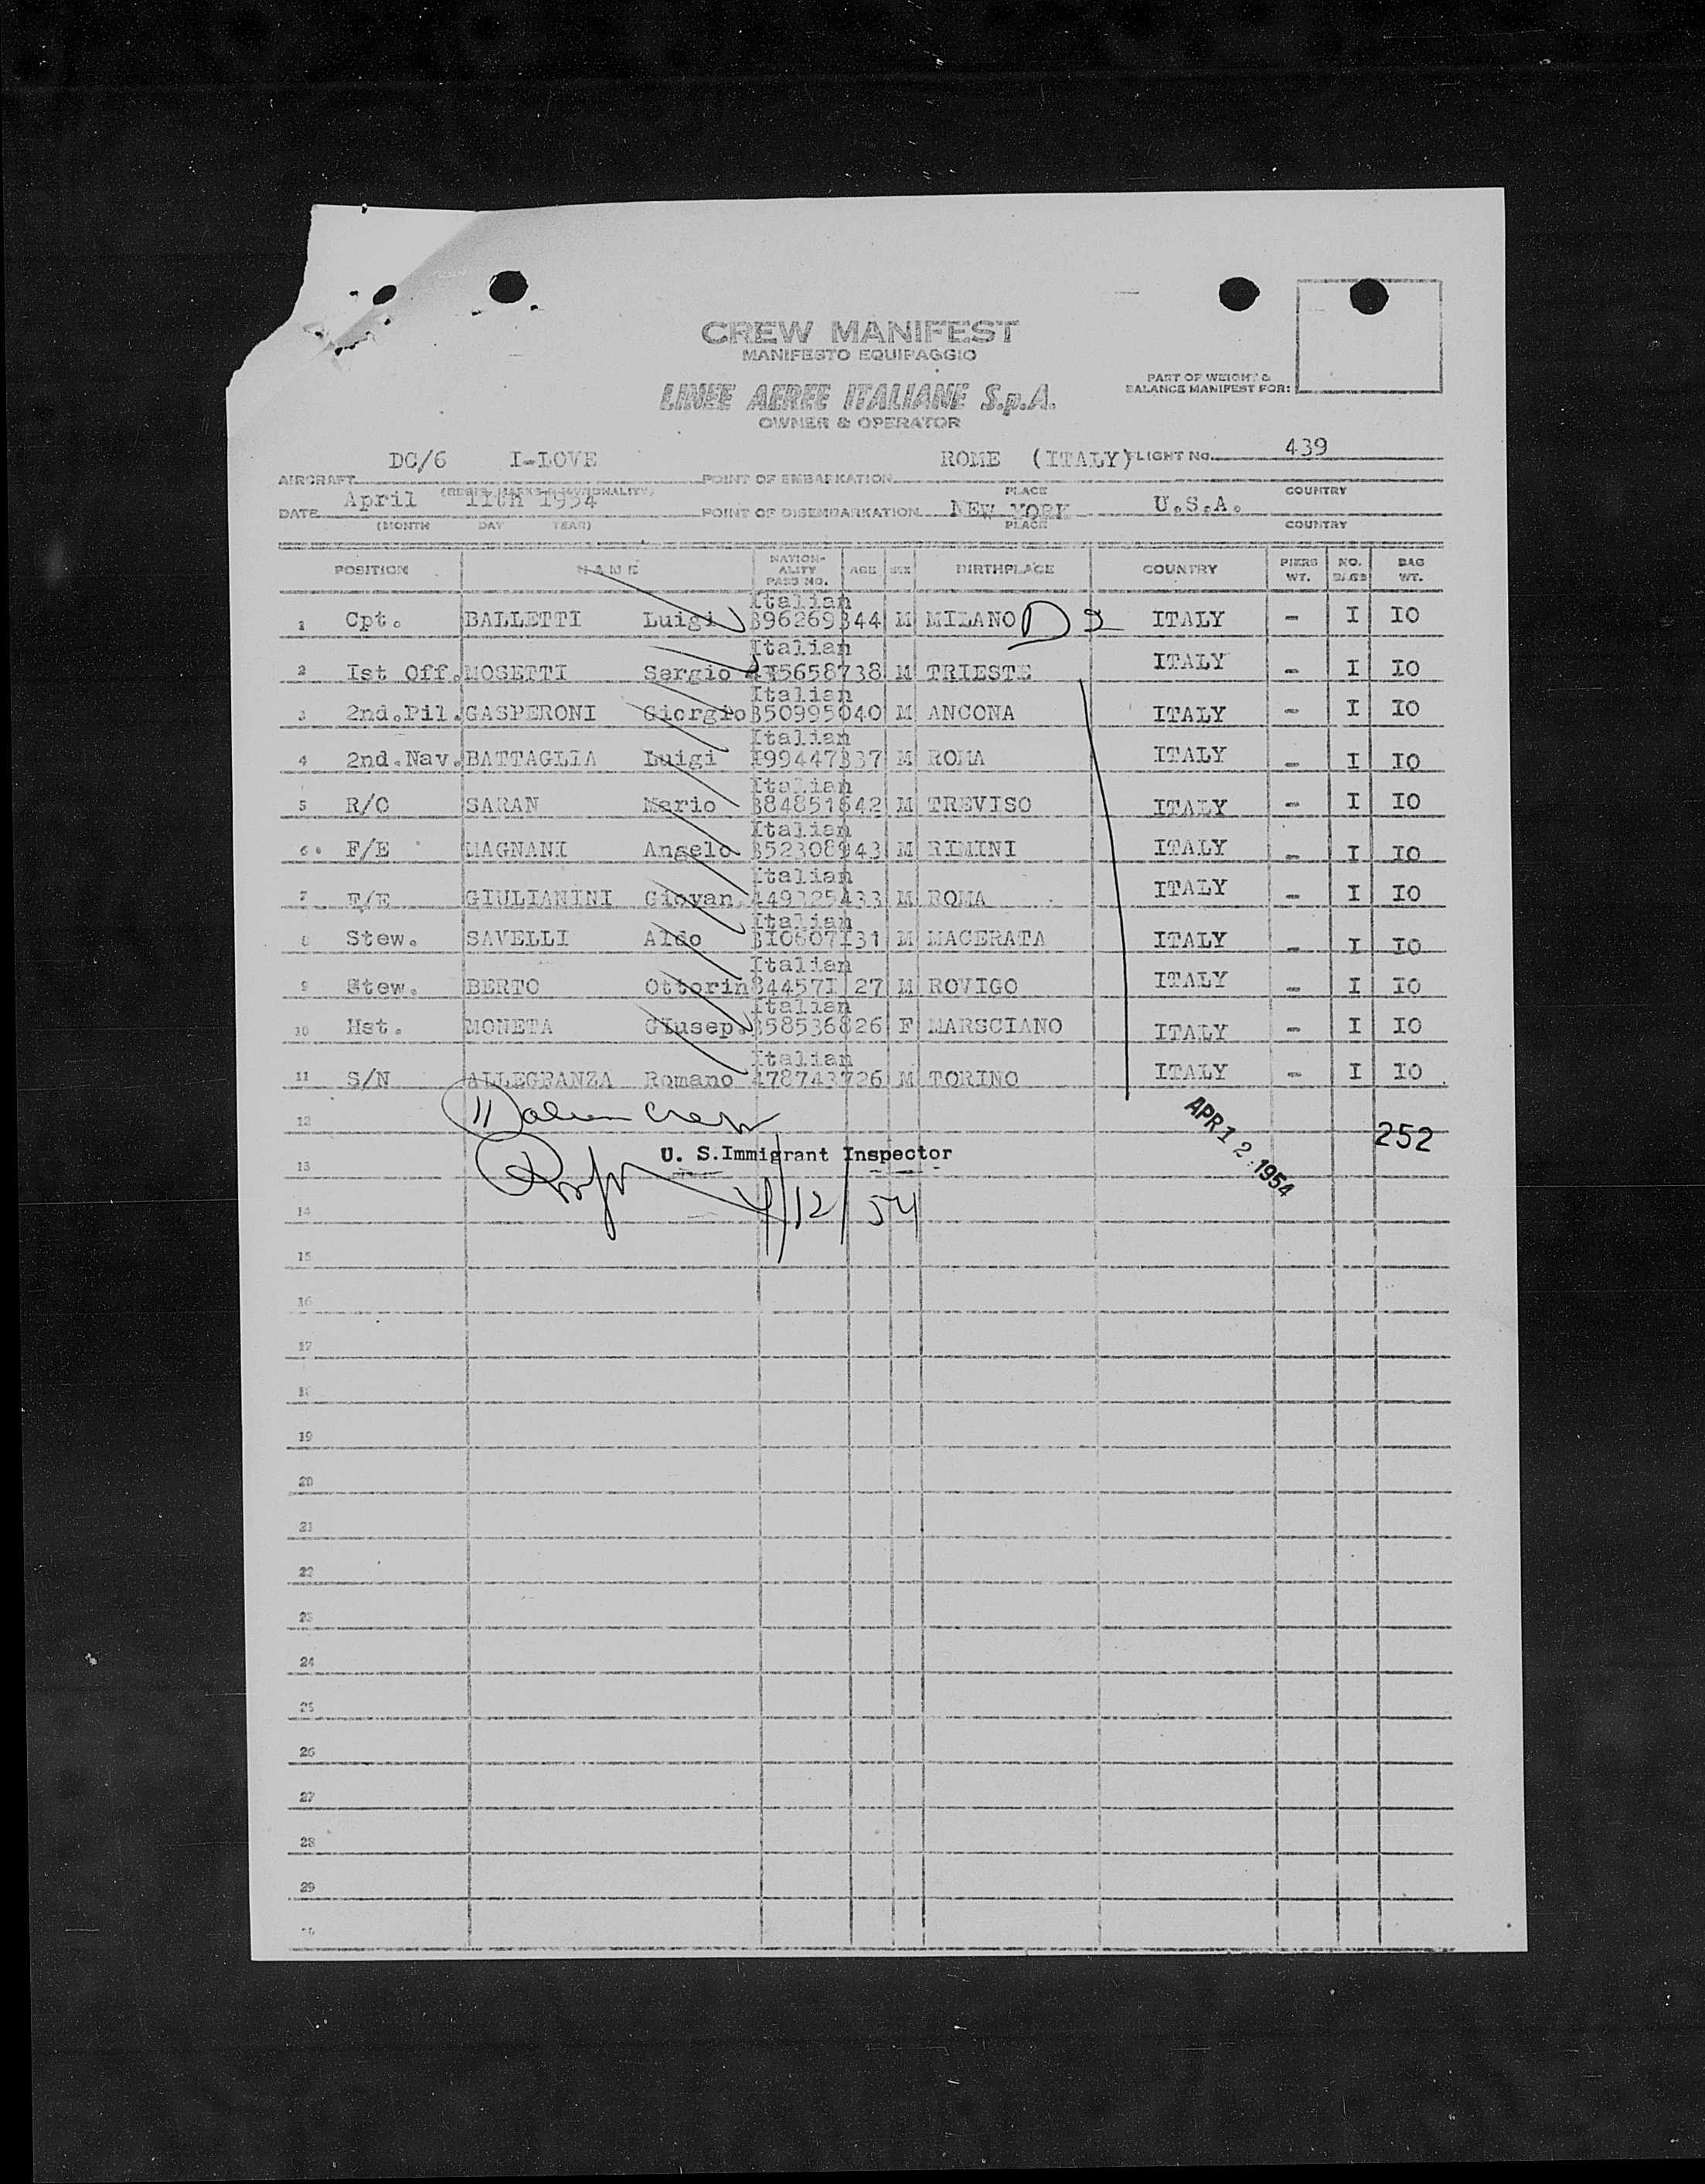 CREW MANIFEST
MANIFESTO EQUIPAGGIO
LINEE AEREE ITALIANE S.p.A.
OWNER & OPERATOR
PART OF WEIGHT &
BALANCE MANIFEST FOR:
DC/6 I-LOVE ROME (ITALY) FLIGHT No. 439
AIRCRAFT POINT OF EMBARKATION
(REGIS. MARKS & NATIONALITY) PLACE COUNTRY
DATE April 11th 1954 POINT OF DISEMBARKATION NEW YORK U.S.A.
(MONTH DAY YEAR) PLACE COUNTRY
POSITION NAME NATION-ALITY PASS NO. AGE SEX BIRTHPLACE COUNTRY PIERS WT. NO. BAGS BAG WT.
Italian
1 Cpt. BALLETTI Luigi 44 M MILANO D ITALY - I IO
Italian
2 Ist Off. MOSETTI Sergio 38 M TRIESTE ITALY - I IO
Italian
3 2nd.Pil. GASPERONI Giorgio 40 M ANCONA ITALY - I IO
Italian
4 2nd.Nav. BATTAGLIA Luigi 37 M ROMA ITALY - I IO
Italian
5 R/O SARAN Mario 42 M TREVISO ITALY - I IO
Italian
6 F/E MAGNANI Angelo 43 M RIMINI ITALY - I IO
Italian
7 F/E GIULIANINI Giovan. 33 M ROMA ITALY - I IO
Italian
8 Stew. SAVELLI Aldo 31 M MACERATA ITALY - I IO
Italian
9 Stew. BERTO Ottorin 344571 27 M ROVIGO ITALY - I IO
Italian
10 Hst. MONETA Giusep. 26 F MARSCIANO ITALY - I IO
Italian
11 S/N ALLEGRANZA Romano 26 M TORINO ITALY - I IO
12 11 Crew APR 12 1954 252
13 U. S. Immigrant Inspector
14 4/12/54
15
16
17
18
19
20
21
22
23
24
25
26
27
28
29